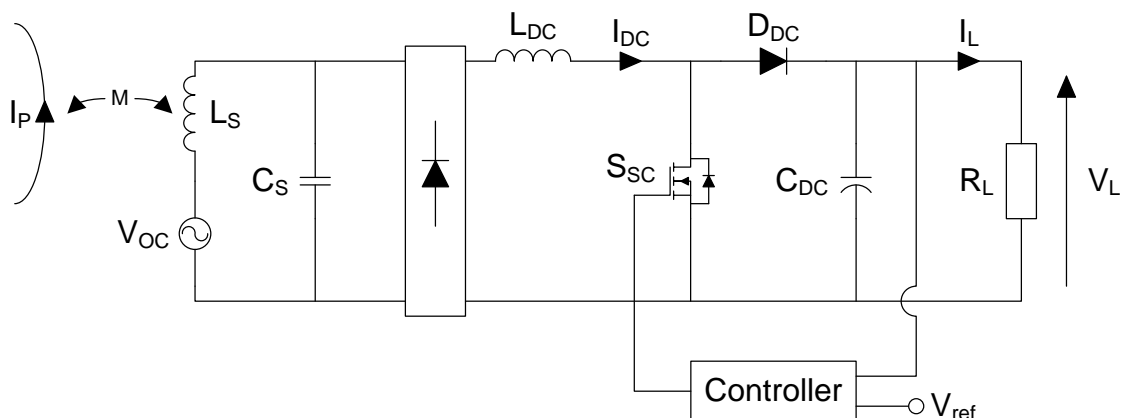 L_DC
I_DC
D_DC
I_L
I_P
M
L_S
C_S
S_SC
C_DC
R_L
V_L
V_OC
Controller
V_ref